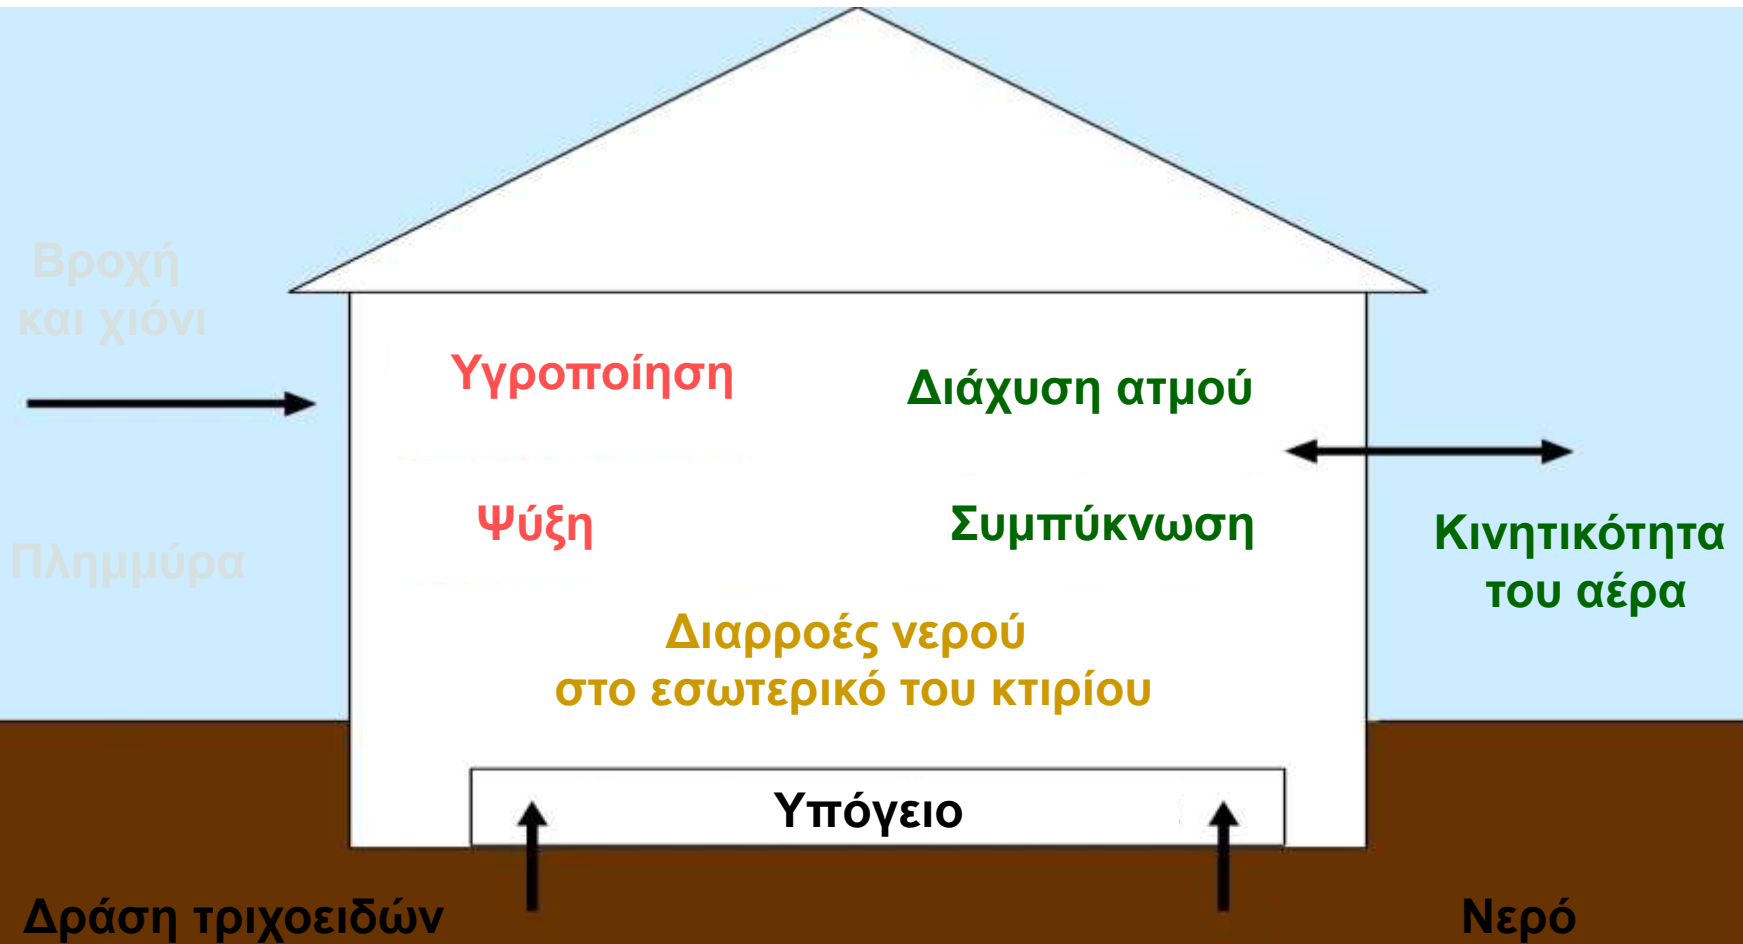 Βροχή
και χιόνι
Υγροποίηση
Διάχυση ατμού
Ψύξη
Συμπύκνωση
Κινητικότητα
του αέρα
Πλημμύρα
Διαρροές νερού
στο εσωτερικό του κτιρίου
Υπόγειο
Δράση τριχοειδών
Νερό